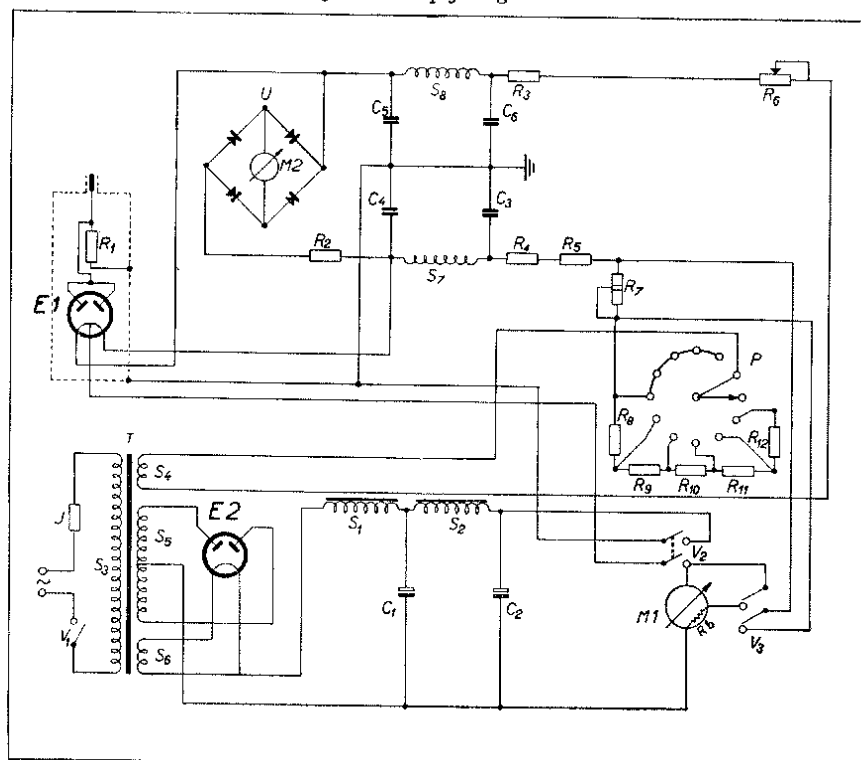 U
C₅
S₈
C₆
R₃
R₆
M2
C₄
C₃
R₁
R₂
S₇
R₄
R₅
E1
R₇
P
R₈
R₁₂
R₉
R₁₀
R₁₁
T
S₄
J
E2
S₅
S₁
S₂
S₃
~
V₂
C₁
C₂
M1
Rb
V₁
S₆
V₃